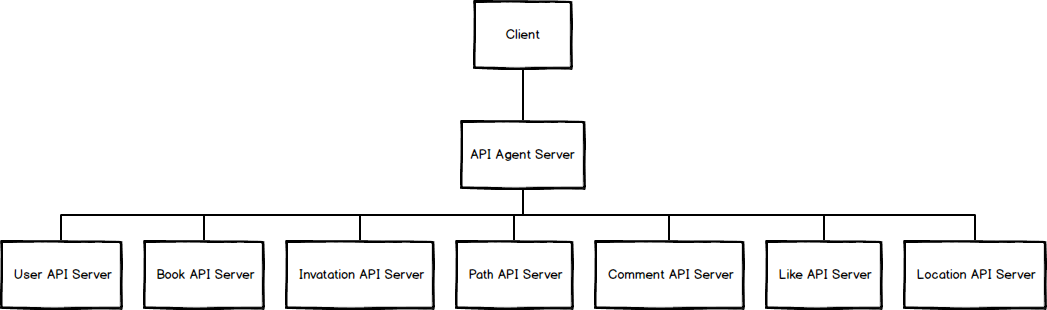 Client
API Agent Server
User API Server
Book API Server
Invatation API Server
Path API Server
Comment API Server
Like API Server
Location API Server